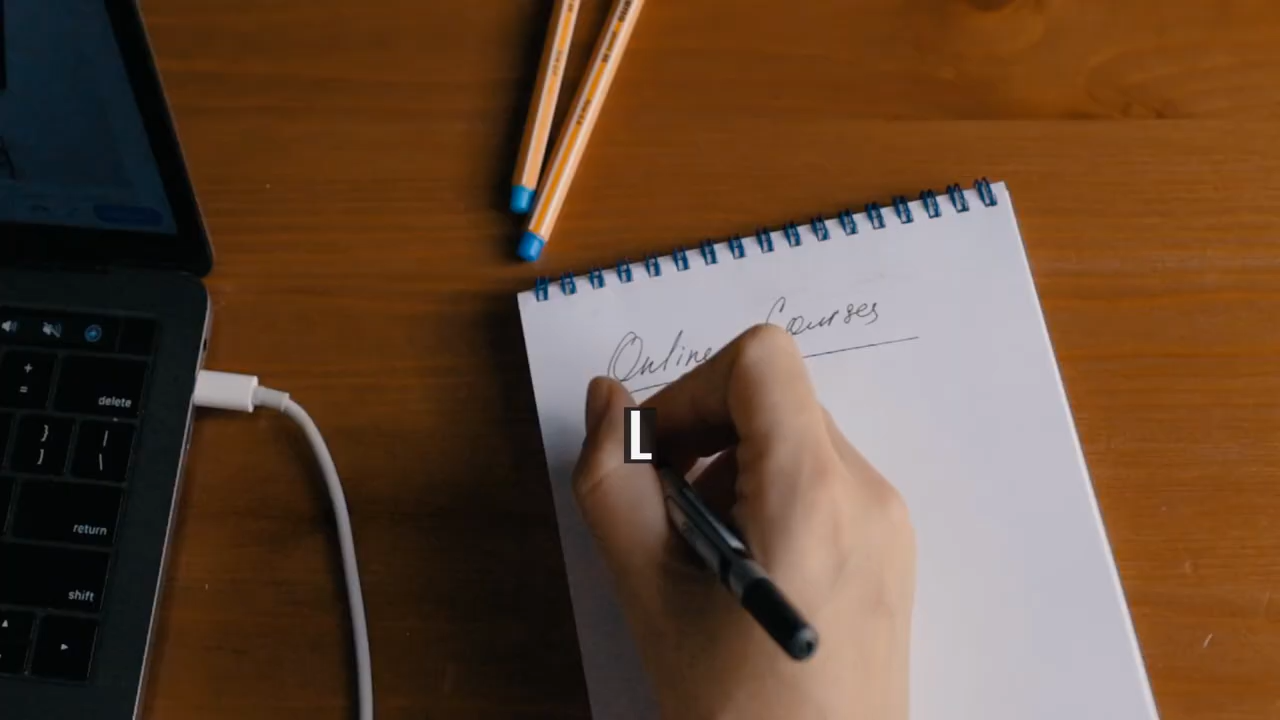 Online Courses
L
+
=
delete
}
]
|
\
return
shift